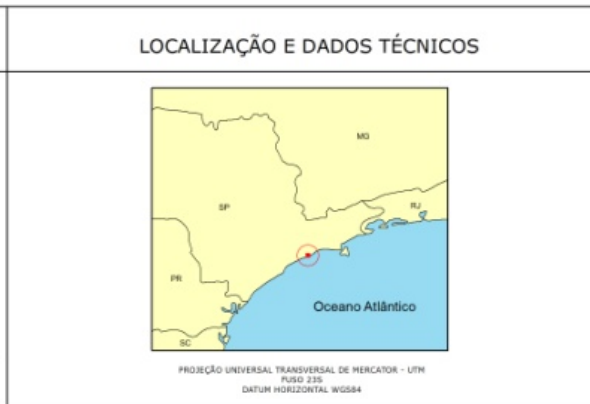 LOCALIZAÇÃO E DADOS TÉCNICOS
MG
SP
RJ
PR
Oceano Atlântico
SC
PROJEÇÃO UNIVERSAL TRANSVERSAL DE MERCATOR - UTM
FUSO 23S
DATUM HORIZONTAL WGS84